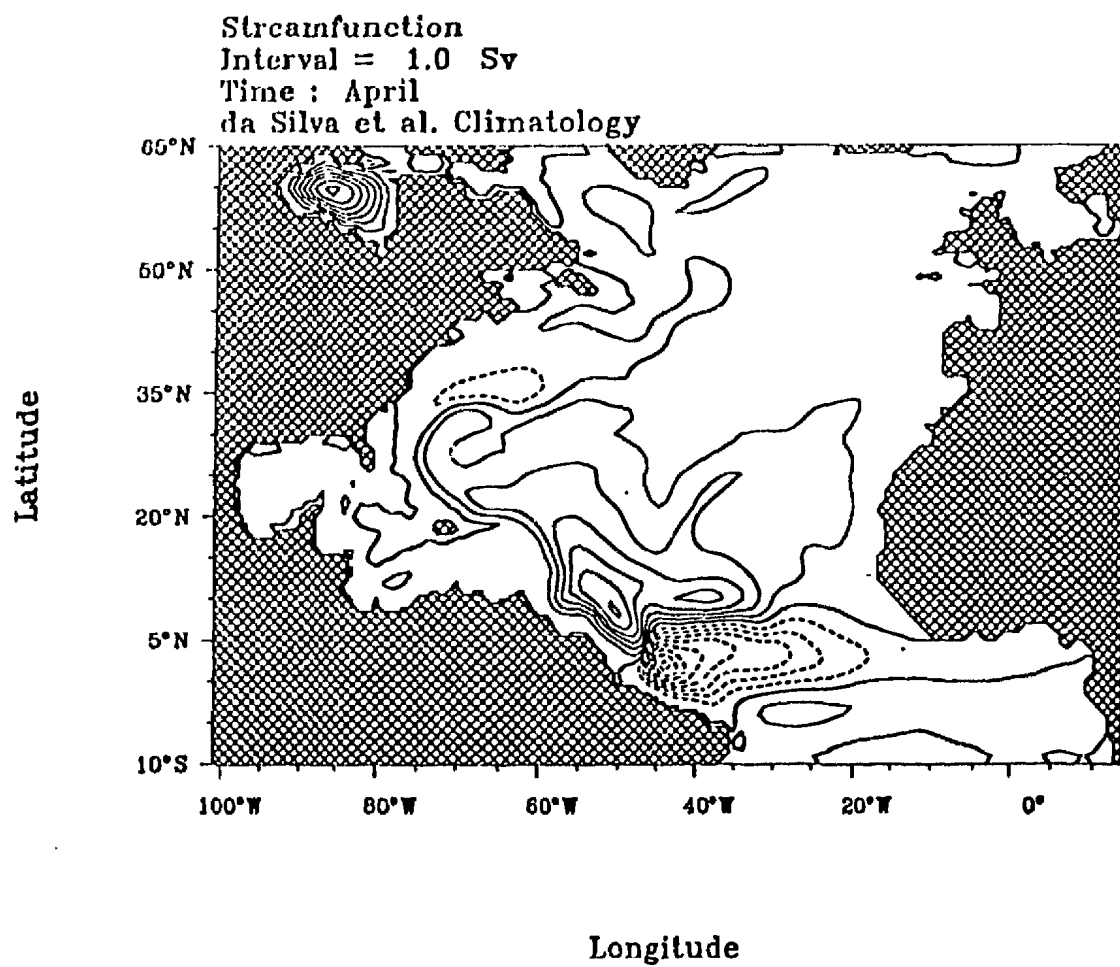 Streamfunction
Interval = 1.0 Sv
Time : April
da Silva et al. Climatology
65°N
50°N
35°N
20°N
5°N
10°S
100°W 80°W 60°W 40°W 20°W 0°
Latitude
Longitude